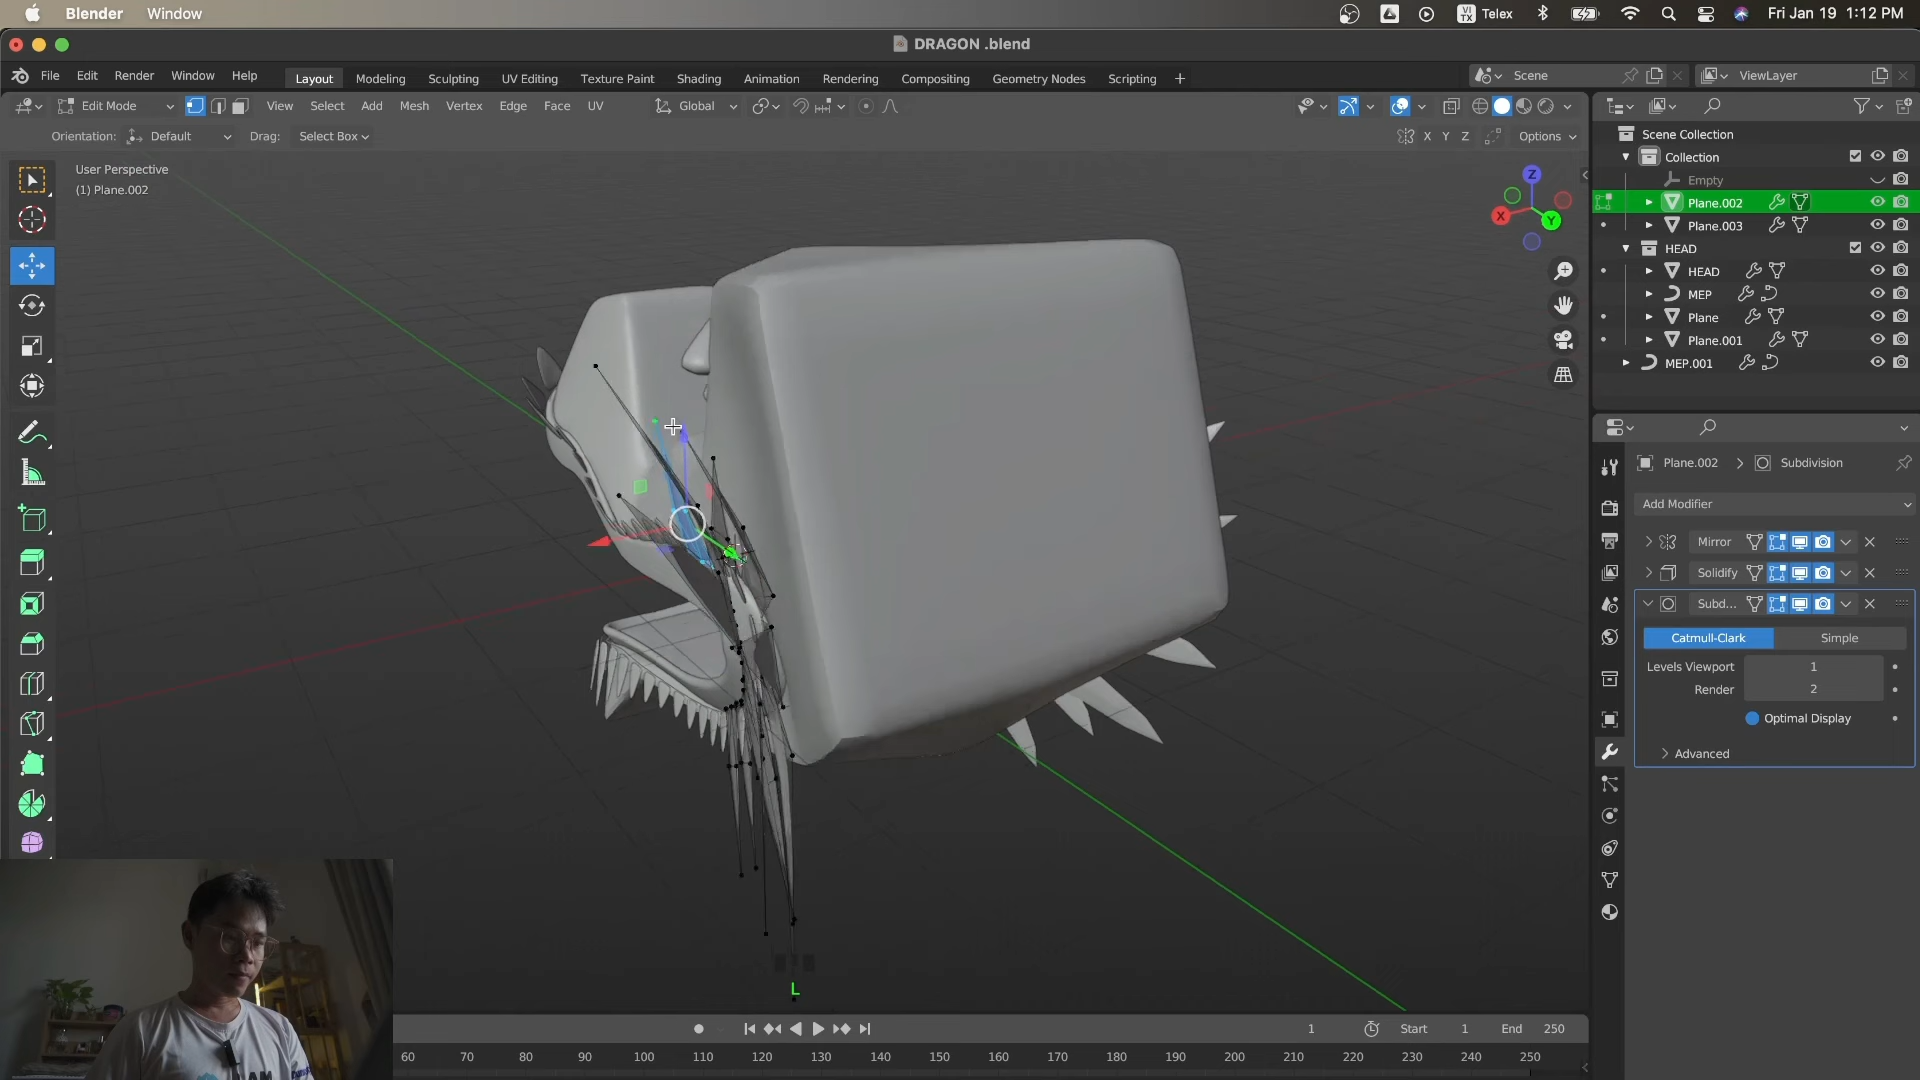 Blender Window
Telex
Fri Jan 19 1:12 PM
DRAGON .blend
File Edit Render Window Help
Layout Modeling Sculpting UV Editing Texture Paint Shading Animation Rendering Compositing Geometry Nodes Scripting
Scene
ViewLayer
Edit Mode View Select Add Mesh Vertex Edge Face UV
Global
Orientation: Default Drag: Select Box
X Y Z Options
User Perspective
(1) Plane.002
Z
X
Y
L
Scene Collection
Collection
Empty
Plane.002
Plane.003
HEAD
HEAD
MEP
Plane
Plane.001
MEP.001
Plane.002 > Subdivision
Add Modifier
Mirror
Solidify
Subd...
Catmull-Clark Simple
Levels Viewport 1
Render 2
Optimal Display
Advanced
1 Start 1 End 250
60 70 80 90 100 110 120 130 140 150 160 170 180 190 200 210 220 230 240 250